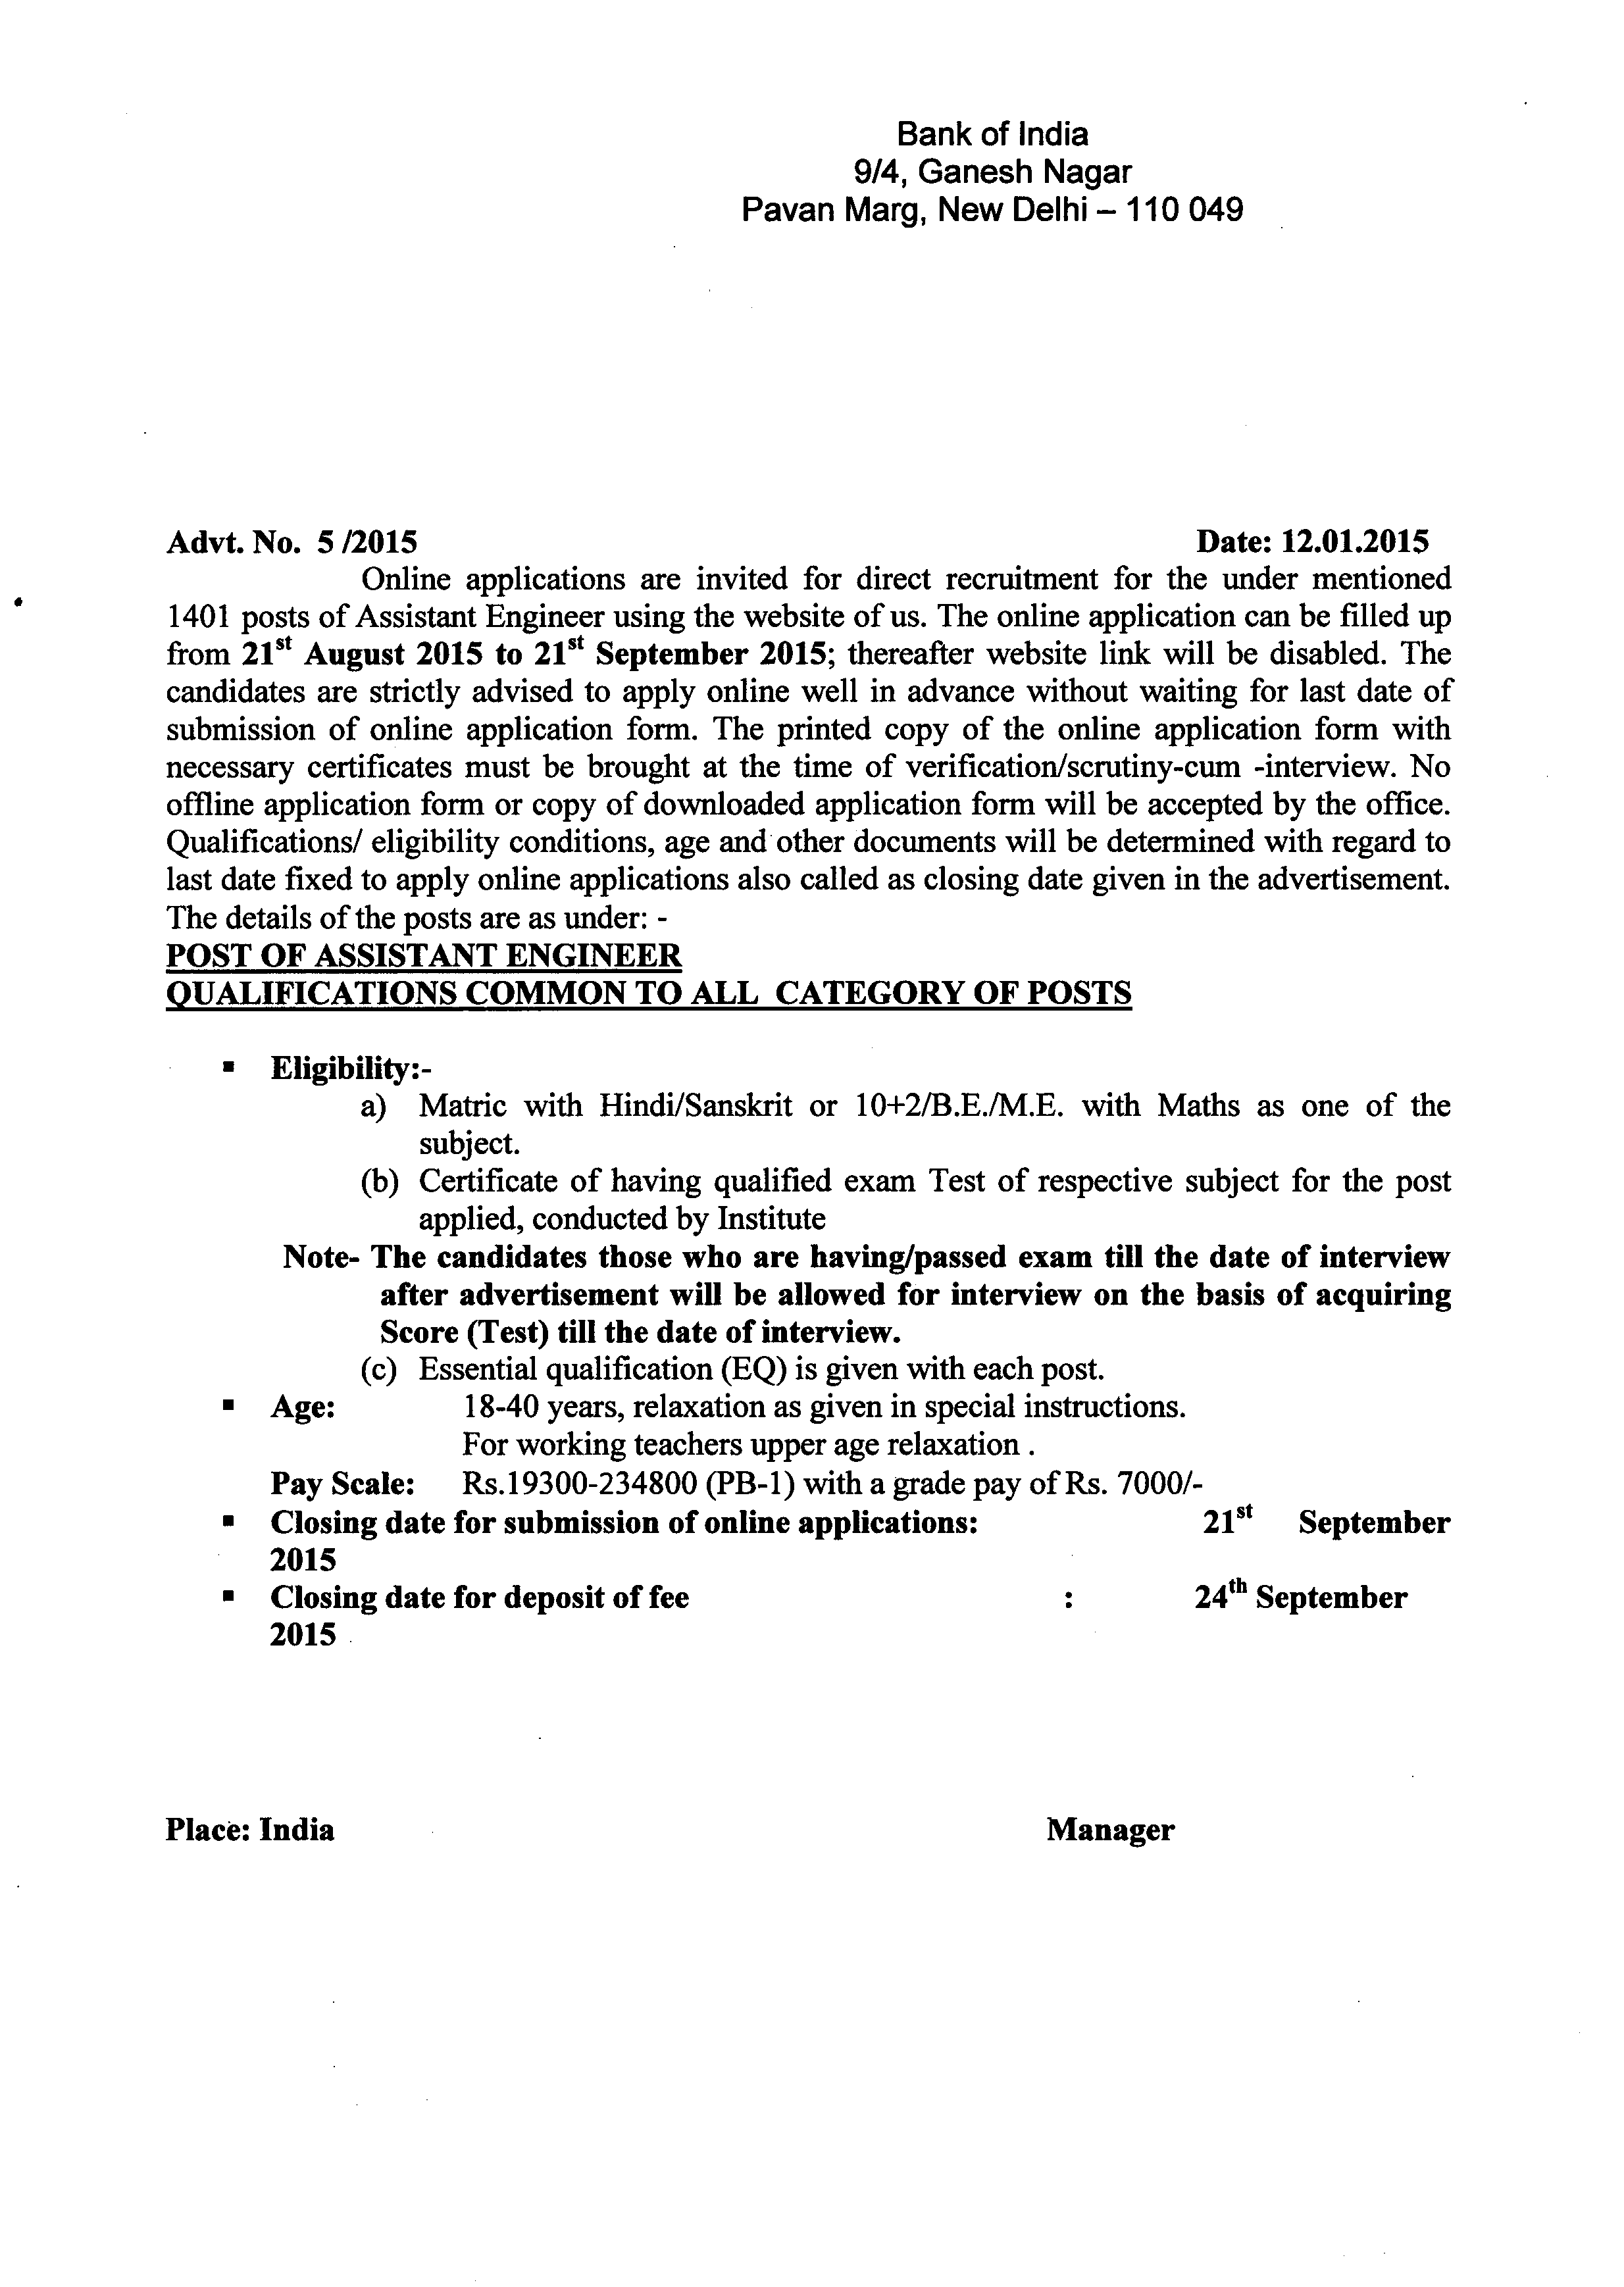 Bank of India
9/4, Ganesh Nagar
Pavan Marg, New Delhi – 110 049
Advt. No. 5 /2015 Date: 12.01.2015
Online applications are invited for direct recruitment for the under mentioned
1401 posts of Assistant Engineer using the website of us. The online application can be filled up
from 21st August 2015 to 21st September 2015; thereafter website link will be disabled. The
candidates are strictly advised to apply online well in advance without waiting for last date of
submission of online application form. The printed copy of the online application form with
necessary certificates must be brought at the time of verification/scrutiny-cum -interview. No
offline application form or copy of downloaded application form will be accepted by the office.
Qualifications/ eligibility conditions, age and other documents will be determined with regard to
last date fixed to apply online applications also called as closing date given in the advertisement.
The details of the posts are as under: -
POST OF ASSISTANT ENGINEER
QUALIFICATIONS COMMON TO ALL CATEGORY OF POSTS
▪ Eligibility:-
a) Matric with Hindi/Sanskrit or 10+2/B.E./M.E. with Maths as one of the
subject.
(b) Certificate of having qualified exam Test of respective subject for the post
applied, conducted by Institute
Note- The candidates those who are having/passed exam till the date of interview
after advertisement will be allowed for interview on the basis of acquiring
Score (Test) till the date of interview.
(c) Essential qualification (EQ) is given with each post.
▪ Age: 18-40 years, relaxation as given in special instructions.
For working teachers upper age relaxation .
Pay Scale: Rs.19300-234800 (PB-1) with a grade pay of Rs. 7000/-
▪ Closing date for submission of online applications: 21st September
2015
▪ Closing date for deposit of fee : 24th September
2015
Place: India Manager